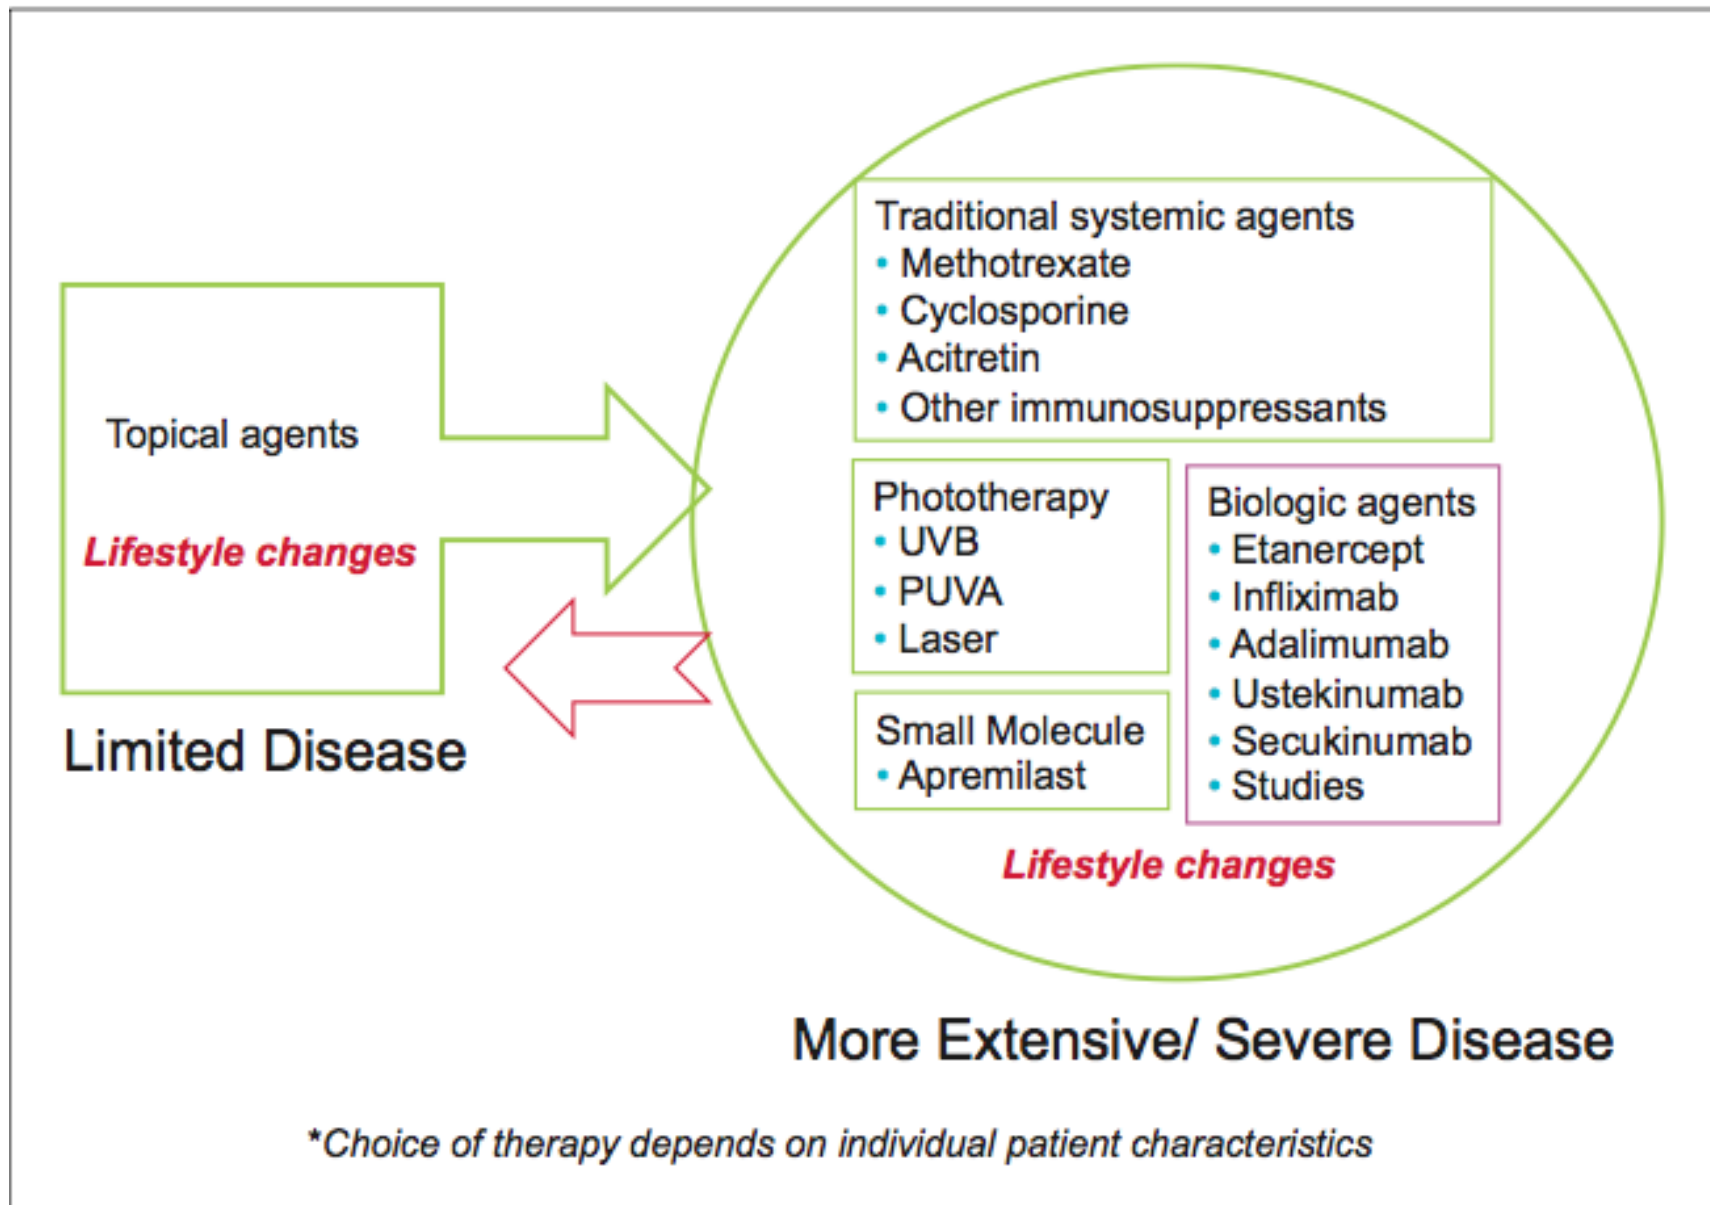 Topical agents
Lifestyle changes
Limited Disease
Traditional systemic agents
• Methotrexate
• Cyclosporine
• Acitretin
• Other immunosuppressants
Phototherapy
• UVB
• PUVA
• Laser
Small Molecule
• Apremilast
Biologic agents
• Etanercept
• Infliximab
• Adalimumab
• Ustekinumab
• Secukinumab
• Studies
Lifestyle changes
More Extensive/ Severe Disease
*Choice of therapy depends on individual patient characteristics